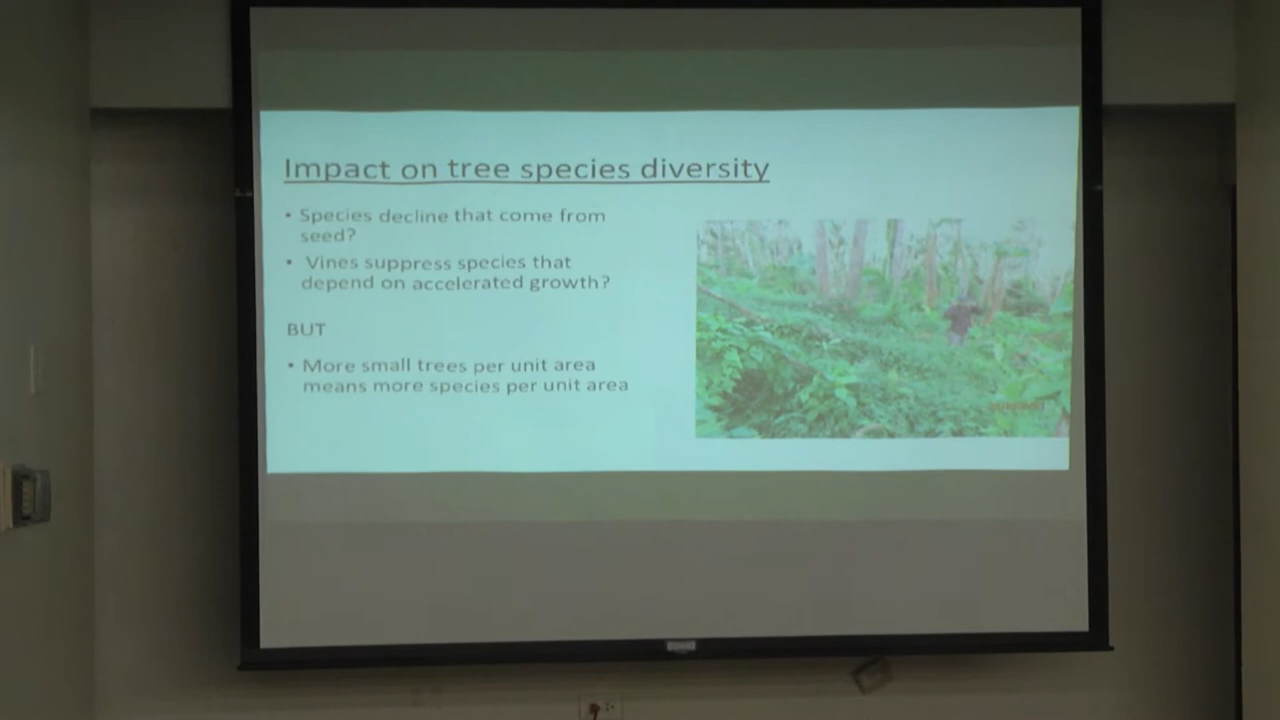 Impact on tree species diversity
• Species decline that come from
seed?
• Vines suppress species that
depend on accelerated growth?
BUT
• More small trees per unit area
means more species per unit area